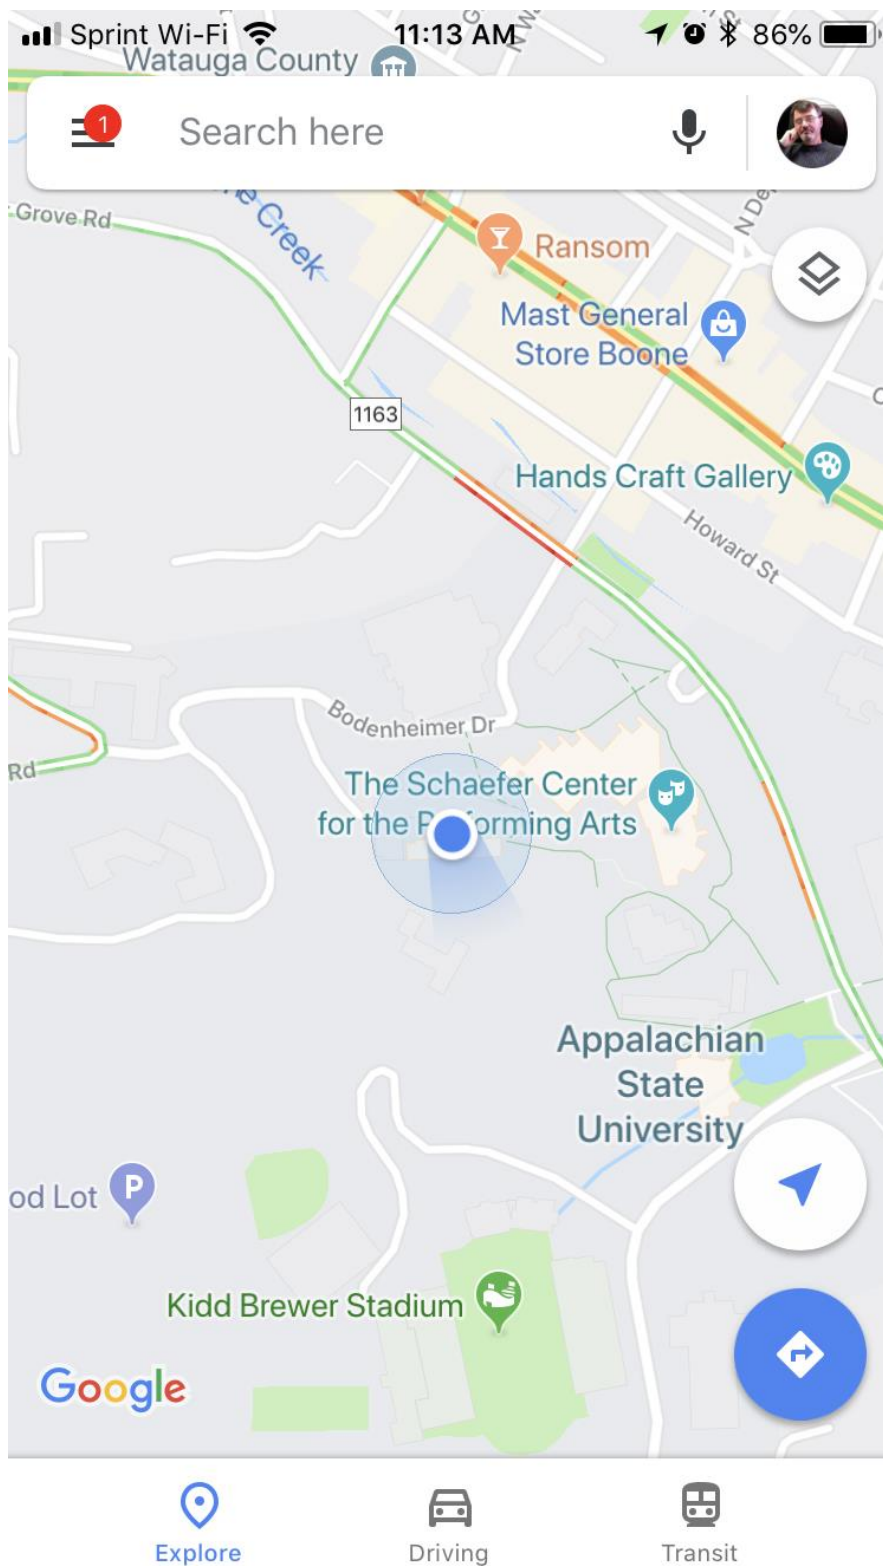 Sprint Wi-Fi
11:13 AM
86%
Watauga County
1
Search here
Grove Rd
Creek
Ransom
Mast General
Store Boone
1163
Hands Craft Gallery
Howard St
Bodenheimer Dr
Rd
The Schaefer Center
for the Performing Arts
Appalachian
State
University
od Lot
P
Kidd Brewer Stadium
Google
Explore
Driving
Transit